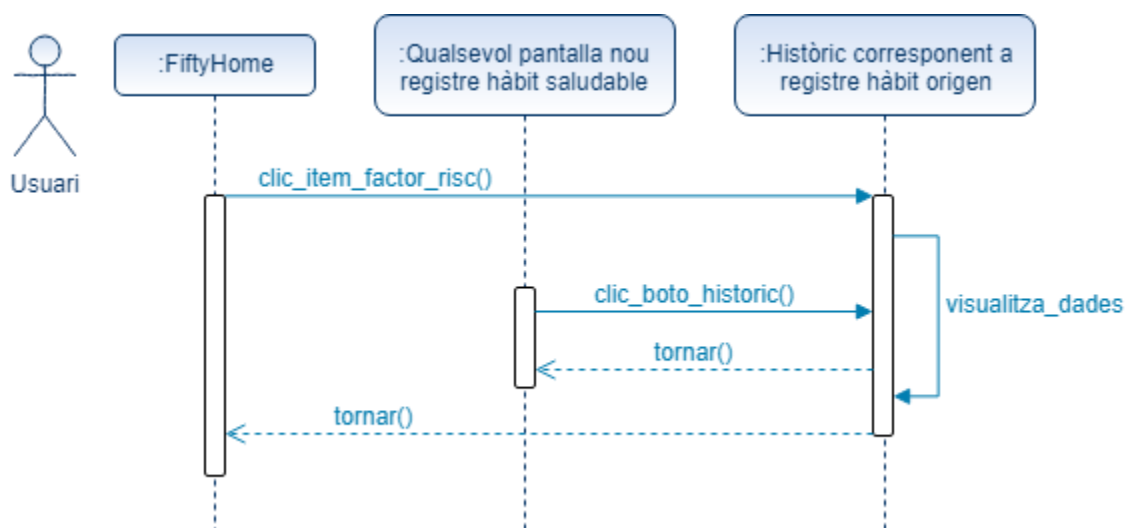 Usuari
:FiftyHome
:Qualsevol pantalla nou
registre hàbit saludable
:Històric corresponent a
registre hàbit origen
clic_item_factor_risc()
clic_boto_historic()
visualitza_dades
tornar()
tornar()